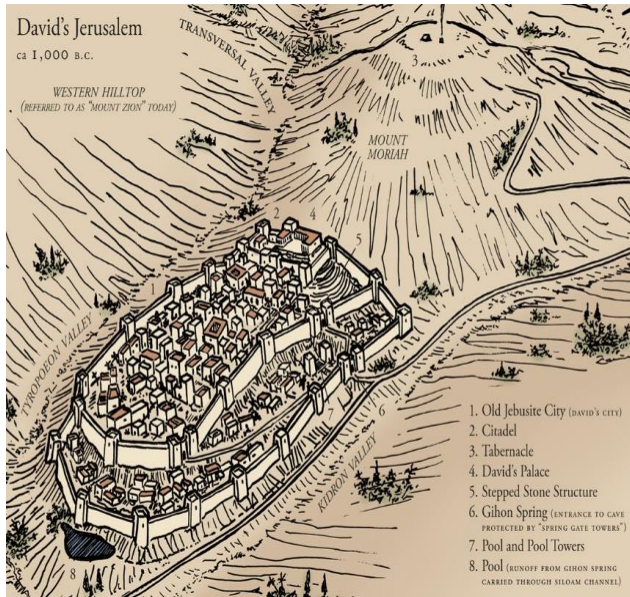 David's Jerusalem
ca 1,000 B.C.
TRANSVERSAL VALLEY
WESTERN HILLTOP
(REFERRED TO AS "MOUNT ZION" TODAY)
3
MOUNT
MORIAH
2
4
5
1
TYROPOEON VALLEY
7
6
KIDRON VALLEY
8
1. Old Jebusite City (DAVID'S CITY)
2. Citadel
3. Tabernacle
4. David's Palace
5. Stepped Stone Structure
6. Gihon Spring (ENTRANCE TO CAVE
PROTECTED BY "SPRING GATE TOWERS")
7. Pool and Pool Towers
8. Pool (RUNOFF FROM GIHON SPRING
CARRIED THROUGH SILOAM CHANNEL)